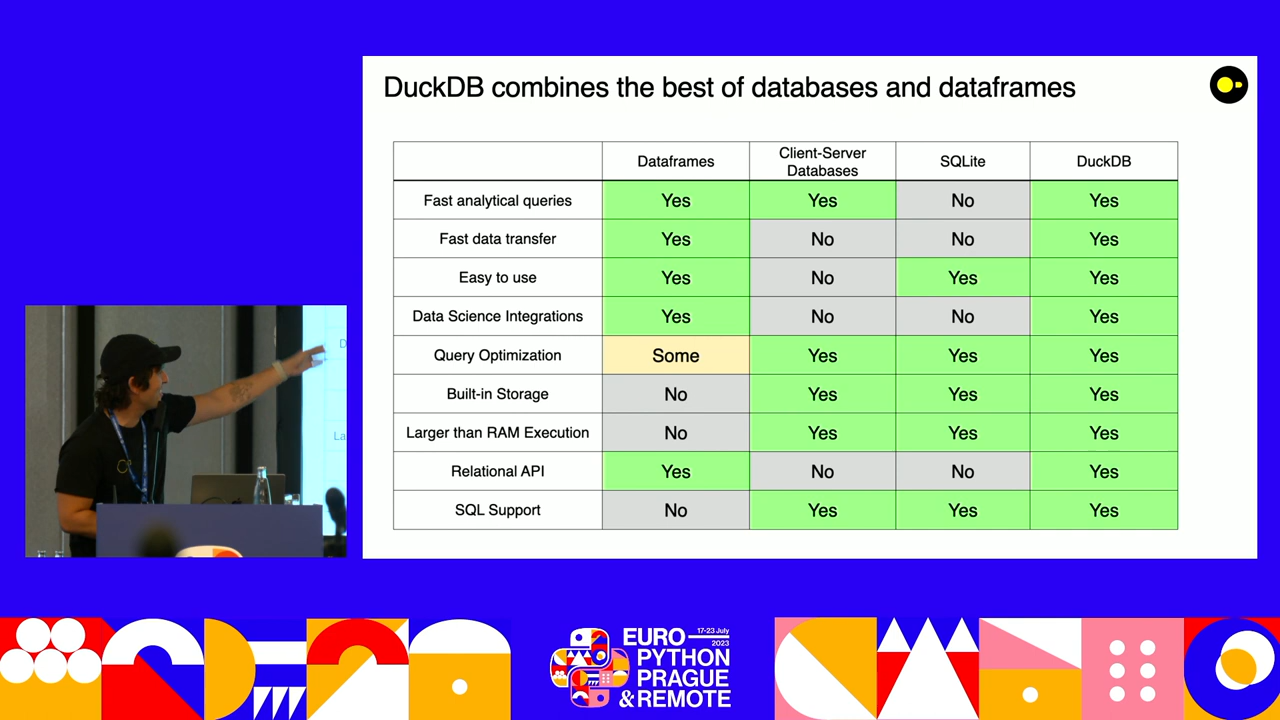 DuckDB combines the best of databases and dataframes
Dataframes
Client-Server
Databases
SQLite
DuckDB
Fast analytical queries Yes Yes No Yes
Fast data transfer Yes No No Yes
Easy to use Yes No Yes Yes
Data Science Integrations Yes No No Yes
Query Optimization Some Yes Yes Yes
Built-in Storage No Yes Yes Yes
Larger than RAM Execution No Yes Yes Yes
Relational API Yes No No Yes
SQL Support No Yes Yes Yes
D
La
17-23 July
2023
EURO
PYTHON
PRAGUE
& REMOTE